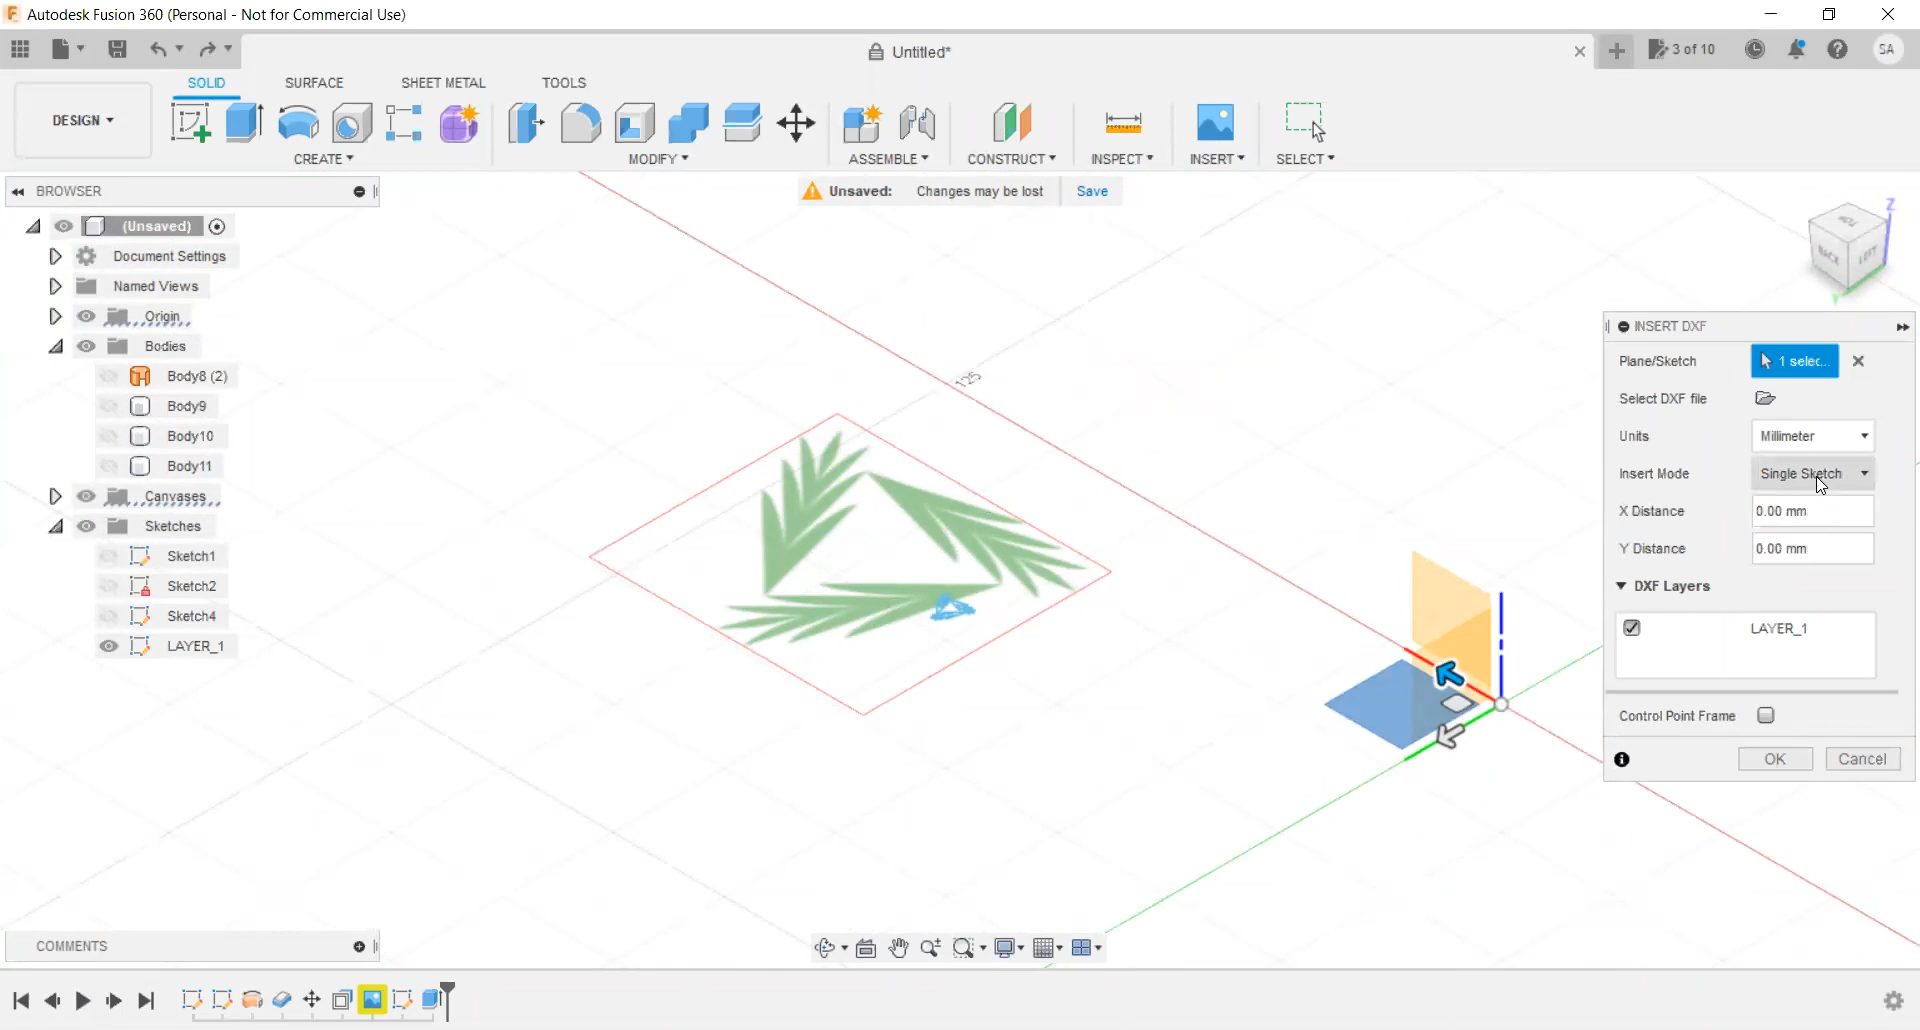 Autodesk Fusion 360 (Personal - Not for Commercial Use)
Untitled*
3 of 10
SA
DESIGN
SOLID
SURFACE
SHEET METAL
TOOLS
CREATE
MODIFY
ASSEMBLE
CONSTRUCT
INSPECT
INSERT
SELECT
BROWSER
Unsaved: Changes may be lost
Save
(Unsaved)
Document Settings
Named Views
Origin
Bodies
Body8 (2)
Body9
Body10
Body11
Canvases
Sketches
Sketch1
Sketch2
Sketch4
LAYER_1
125
TOP
BACK
LEFT
Z
Y
INSERT DXF
Plane/Sketch
1 selec...
Select DXF file
Units
Millimeter
Insert Mode
Single Sketch
X Distance
0.00 mm
Y Distance
0.00 mm
DXF Layers
LAYER_1
Control Point Frame
OK
Cancel
COMMENTS